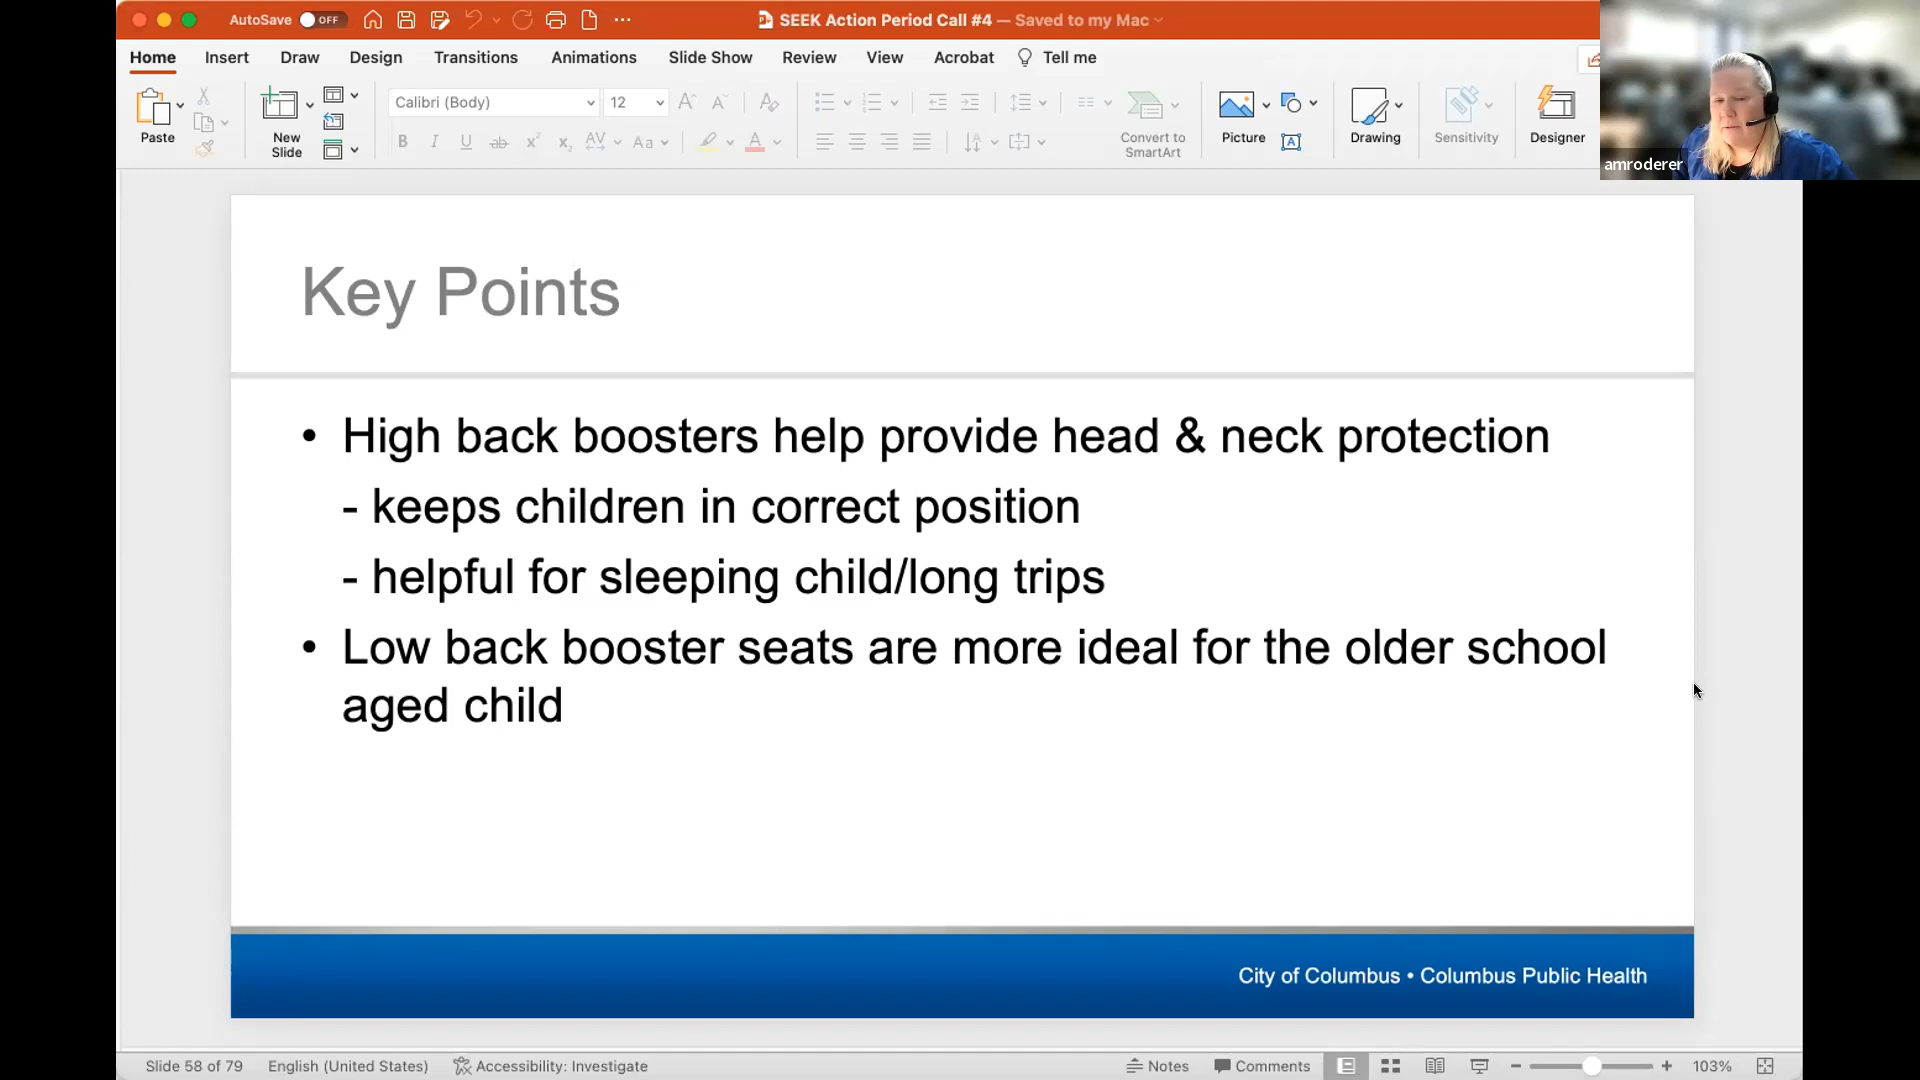 AutoSave OFF
SEEK Action Period Call #4 — Saved to my Mac
Home Insert Draw Design Transitions Animations Slide Show Review View Acrobat Tell me
Paste
New
Slide
Calibri (Body) 12
Convert to
SmartArt
Picture
Drawing
Sensitivity
Designer
amroderer
Key Points
• High back boosters help provide head & neck protection
- keeps children in correct position
- helpful for sleeping child/long trips
• Low back booster seats are more ideal for the older school
aged child
City of Columbus • Columbus Public Health
Slide 58 of 79 English (United States) Accessibility: Investigate Notes Comments 103%